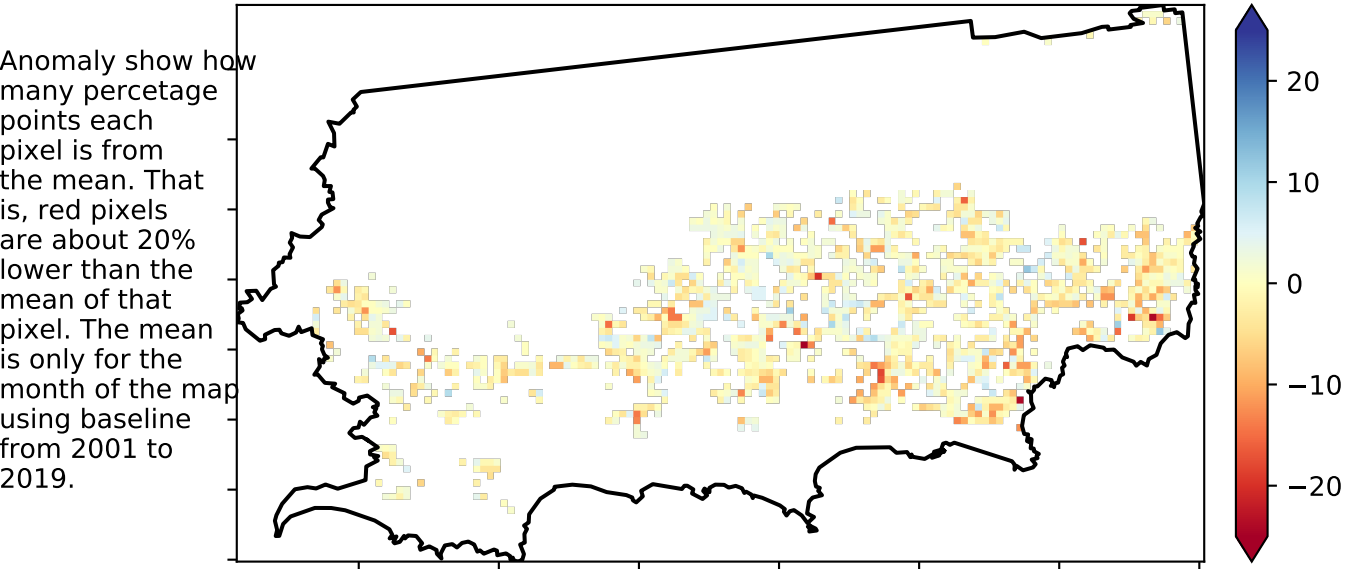 Anomaly show how
many percetage
points each
pixel is from
the mean. That
is, red pixels
are about 20%
lower than the
mean of that
pixel. The mean
is only for the
month of the map
using baseline
from 2001 to
2019.
20
10
0
−10
−20